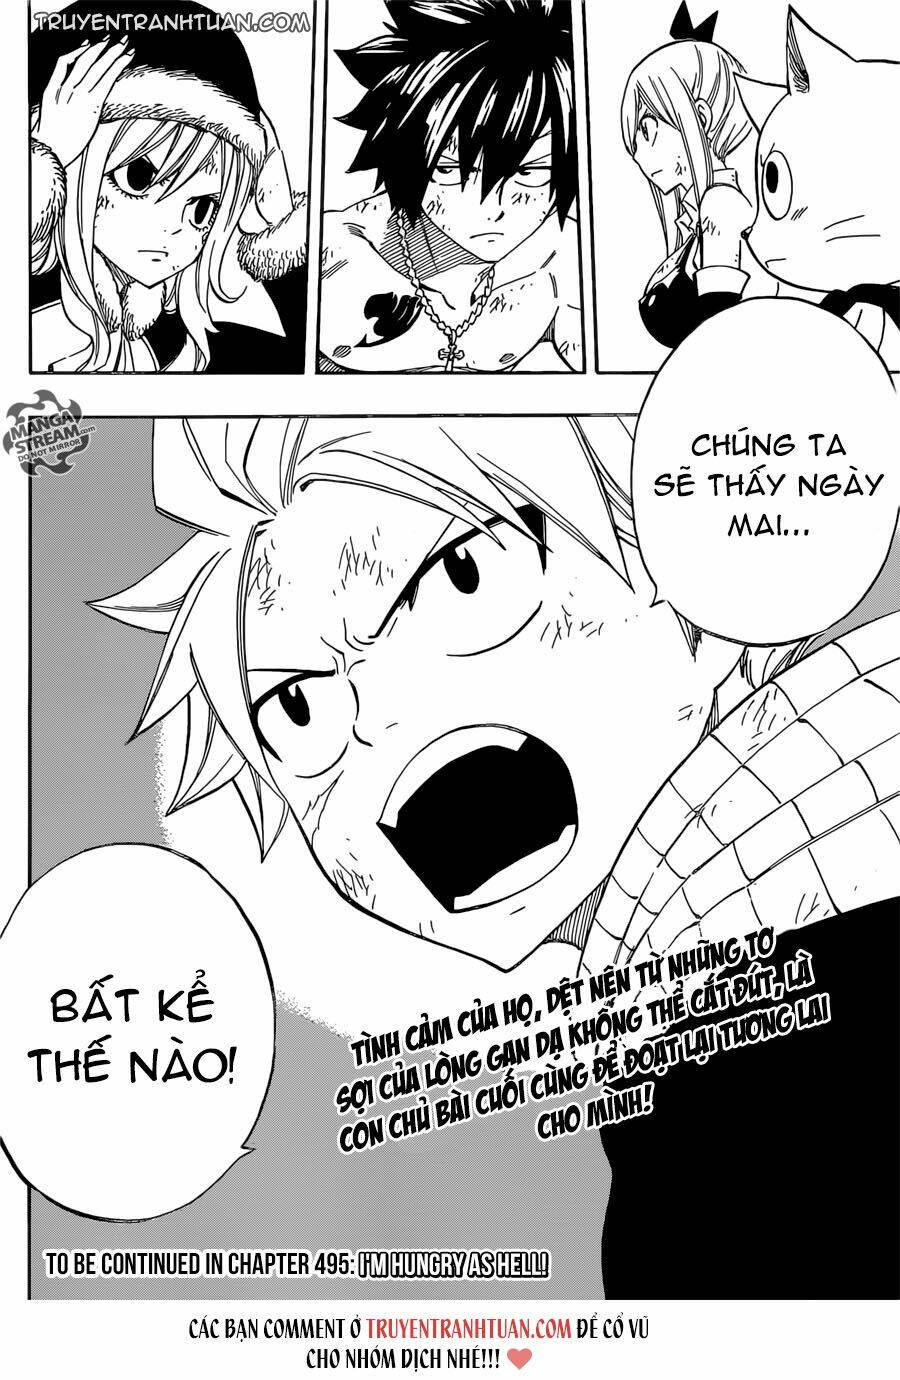 TRUYENTRANHTUAN.COM
MANGA
STREAM.com
DO NOT MIRROR
CHÚNG TA
SẼ THẤY NGÀY
MAI...
BẤT KỂ
THẾ NÀO!
TÌNH CẢM CỦA HỌ, DỆT NÊN TỪ NHỮNG TƠ
SỢI CỦA LÒNG GAN DẠ KHÔNG THỂ CẮT ĐỨT, LÀ
CON CHỦ BÀI CUỐI CÙNG ĐỂ ĐOẠT LẠI TƯƠNG LAI
CHO MÌNH!
TO BE CONTINUED IN CHAPTER 495: I'M HUNGRY AS HELL!
CÁC BẠN COMMENT Ở TRUYENTRANHTUAN.COM ĐỂ CỔ VŨ
CHO NHÓM DỊCH NHÉ!!! ❤